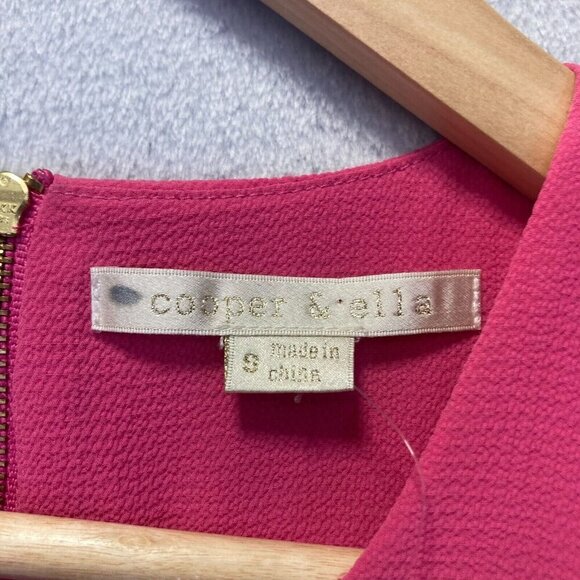 cooper & ella
S
made in
china